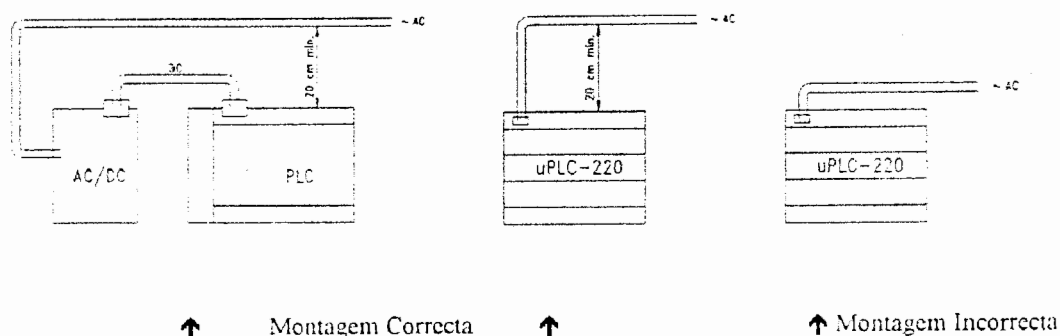 ~ AC
~ AC
~ AC
20 cm min.
20 cm min.
DC
AC/DC
PLC
uPLC-220
uPLC-220
↑ Montagem Correcta ↑
↑ Montagem Incorrecta